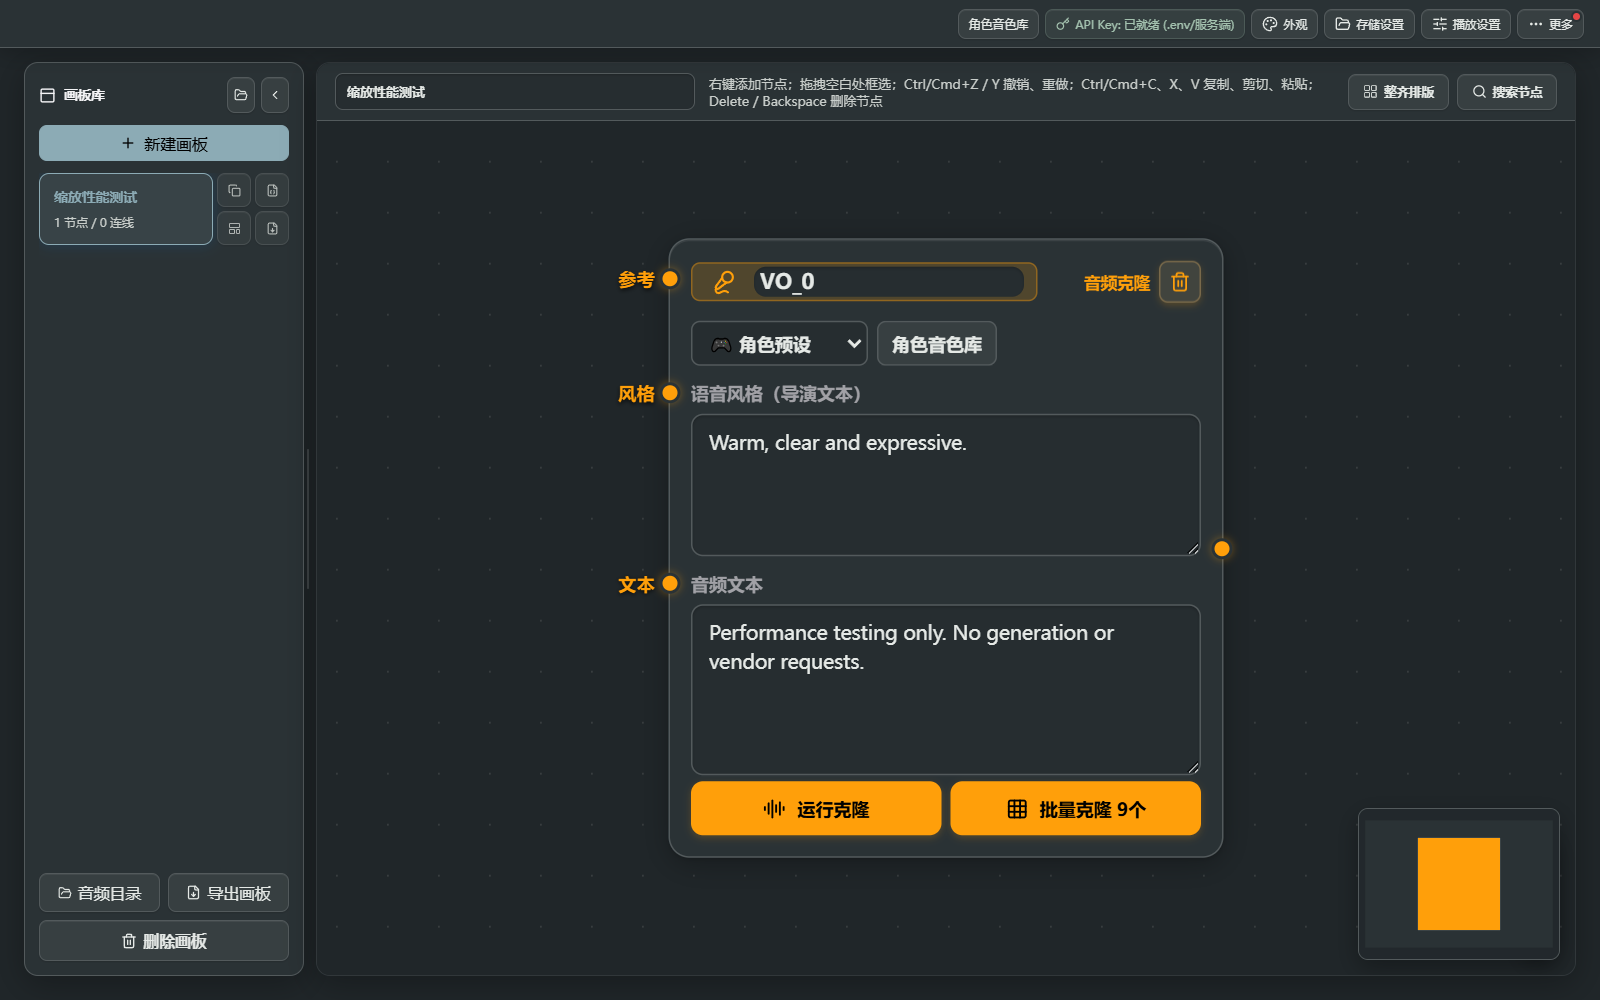 角色音色库
API Key: 已就绪 (.env/服务端)
外观
存储设置
播放设置
更多
画板库
新建画板
缩放性能测试
1 节点 / 0 连线
音频目录
导出画板
删除画板
缩放性能测试
右键添加节点；拖拽空白处框选；Ctrl/Cmd+Z / Y 撤销、重做；Ctrl/Cmd+C、X、V 复制、剪切、粘贴；
Delete / Backspace 删除节点
整齐排版
搜索节点
参考
VO_0
音频克隆
角色预设
角色音色库
风格
语音风格（导演文本）
Warm, clear and expressive.
文本
音频文本
Performance testing only. No generation or
vendor requests.
运行克隆
批量克隆 9个